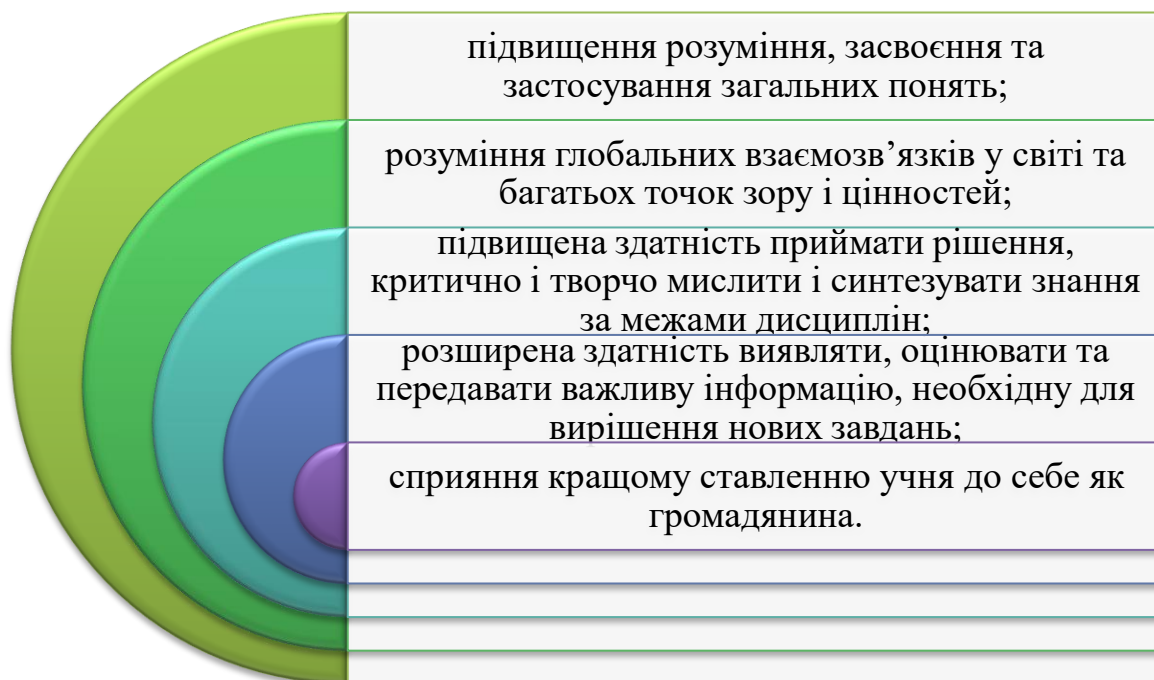 підвищення розуміння, засвоєння та
застосування загальних понять;
розуміння глобальних взаємозв’язків у світі та
багатьох точок зору і цінностей;
підвищена здатність приймати рішення,
критично і творчо мислити і синтезувати знання
за межами дисциплін;
розширена здатність виявляти, оцінювати та
передавати важливу інформацію, необхідну для
вирішення нових завдань;
сприяння кращому ставленню учня до себе як
громадянина.